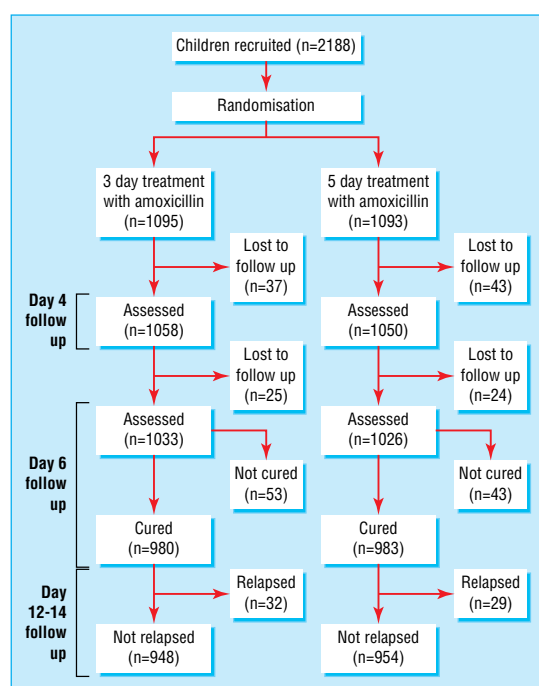 Children recruited (n=2188)
Randomisation
3 day treatment
with amoxicillin
(n=1095)
5 day treatment
with amoxicillin
(n=1093)
Lost to
follow up
(n=37)
Lost to
follow up
(n=43)
Day 4
follow
up
Assessed
(n=1058)
Assessed
(n=1050)
Lost to
follow up
(n=25)
Lost to
follow up
(n=24)
Day 6
follow
up
Assessed
(n=1033)
Assessed
(n=1026)
Not cured
(n=53)
Not cured
(n=43)
Cured
(n=980)
Cured
(n=983)
Day
12-14
follow
up
Relapsed
(n=32)
Relapsed
(n=29)
Not relapsed
(n=948)
Not relapsed
(n=954)